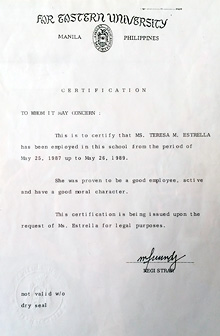 FAR EASTERN UNIVERSITY
MANILA PHILIPPINES
CERTIFICATION
TO WHOM IT MAY CONCERN :
This is to certify that MS. TERESA M. ESTRELLA
has been employed in this school from the period of
May 25, 1987 up to May 26, 1989.
She was proven to be a good employee, active
and have a good moral character.
This certification is being issued upon the
request of Ms. Estrella for legal purposes.
REGISTRAR
not valid w/o
dry seal